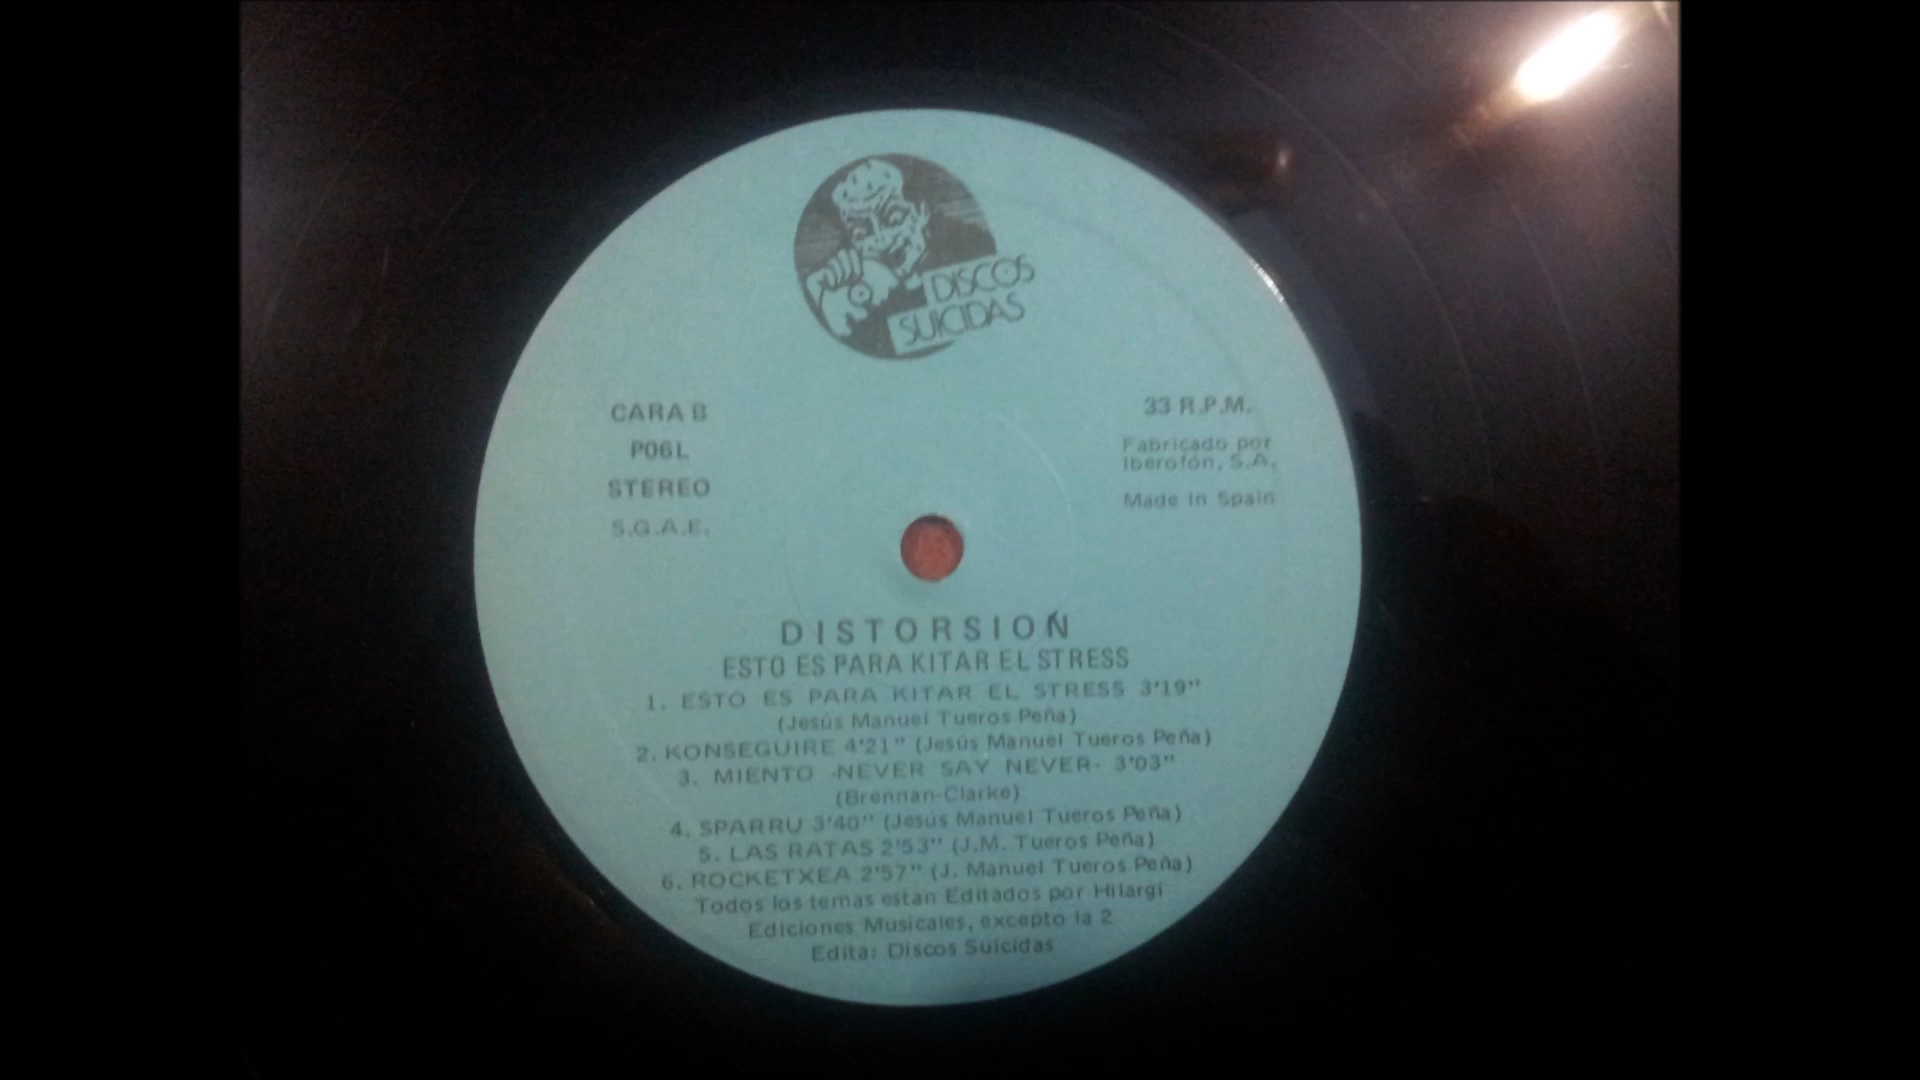 DISCOS
SUICIDAS
CARA B
P06L
STEREO
S.G.A.E.
33 R.P.M.
Fabricado por
Iberofón, S.A.
Made in Spain
DISTORSIÓN
ESTO ES PARA KITAR EL STRESS
1. ESTO ES PARA KITAR EL STRESS 3'19"
(Jesús Manuel Tueros Peña)
2. KONSEGUIRE 4'21" (Jesús Manuel Tueros Peña)
3. MIENTO -NEVER SAY NEVER- 3'03"
(Brennan-Clarke)
4. SPARRU 3'40" (Jesús Manuel Tueros Peña)
5. LAS RATAS 2'53" (J.M. Tueros Peña)
6. ROCKETXEA 2'57" (J. Manuel Tueros Peña)
Todos los temas estan Editados por Hilargi
Ediciones Musicales, excepto la 2
Edita: Discos Suicidas